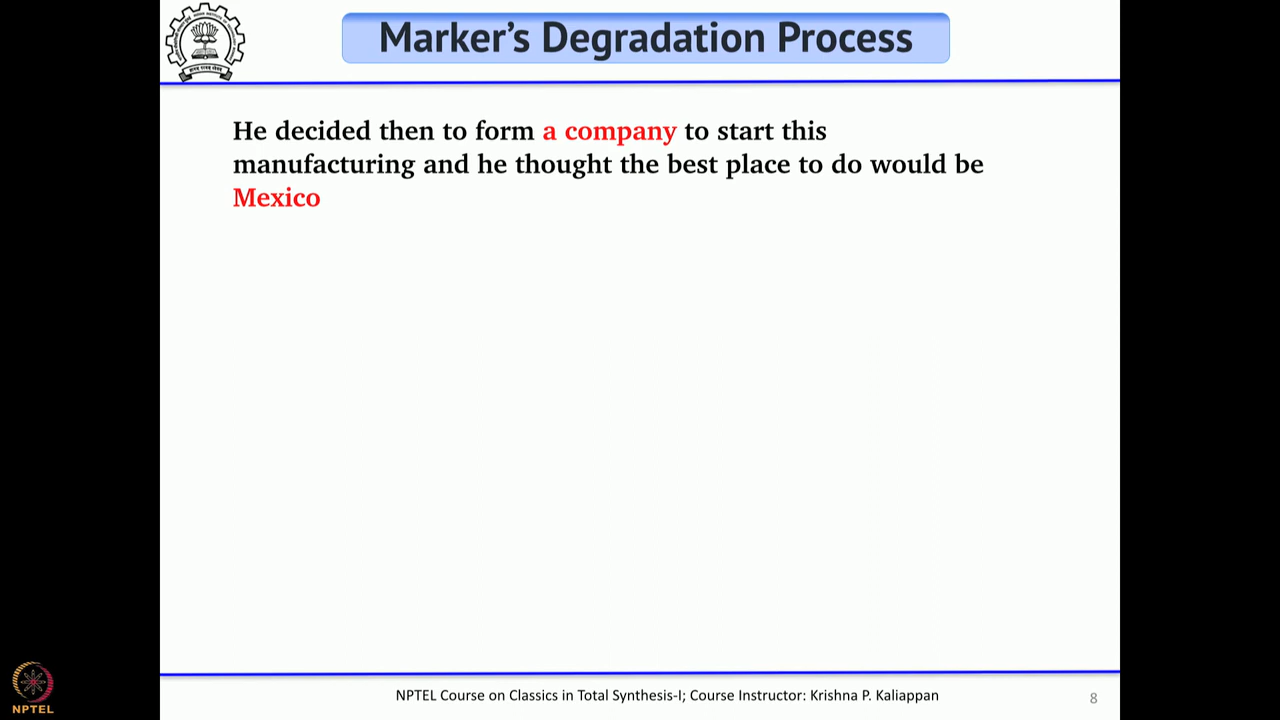 Marker's Degradation Process
He decided then to form a company to start this
manufacturing and he thought the best place to do would be
Mexico
NPTEL Course on Classics in Total Synthesis-I; Course Instructor: Krishna P. Kaliappan
8
NPTEL